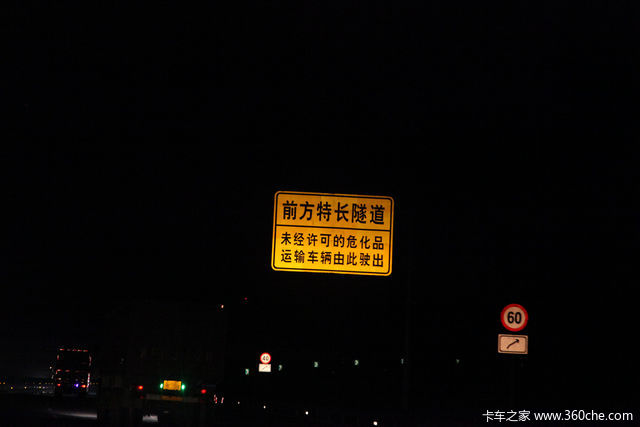 前方特长隧道
未经许可的危化品
运输车辆由此驶出
60
40
卡车之家 www.360che.com